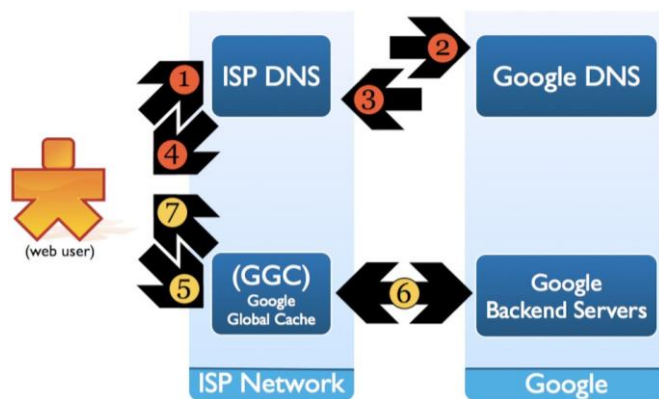 1
ISP DNS
2
Google DNS
3
4
(web user)
7
5
(GGC)
Google
Global Cache
6
Google
Backend Servers
ISP Network
Google